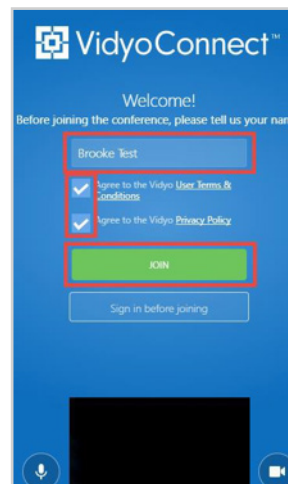 VidyoConnect™
Welcome!
Before joining the conference, please tell us your nam
Brooke Test
Agree to the Vidyo User Terms &
Conditions
Agree to the Vidyo Privacy Policy
JOIN
Sign in before joining